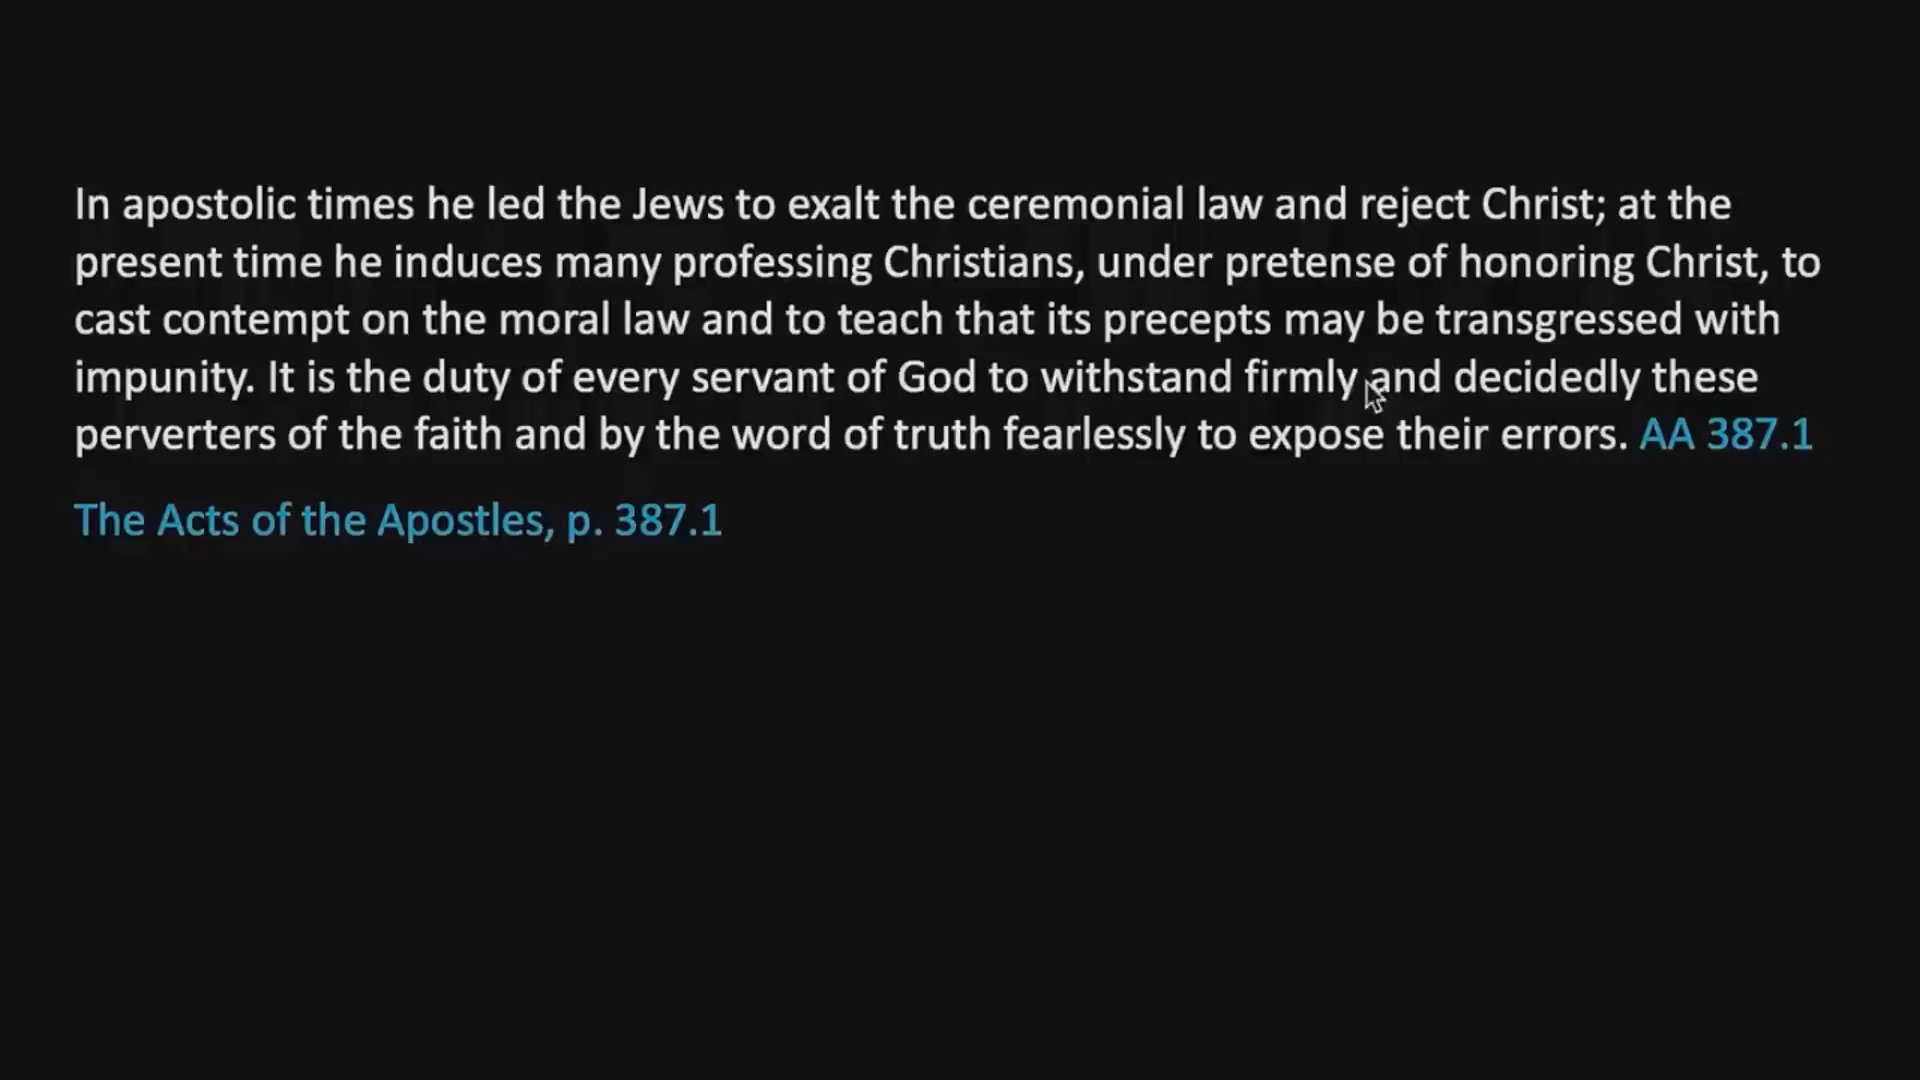 In apostolic times he led the Jews to exalt the ceremonial law and reject Christ; at the
present time he induces many professing Christians, under pretense of honoring Christ, to
cast contempt on the moral law and to teach that its precepts may be transgressed with
impunity. It is the duty of every servant of God to withstand firmly and decidedly these
perverters of the faith and by the word of truth fearlessly to expose their errors. AA 387.1
The Acts of the Apostles, p. 387.1